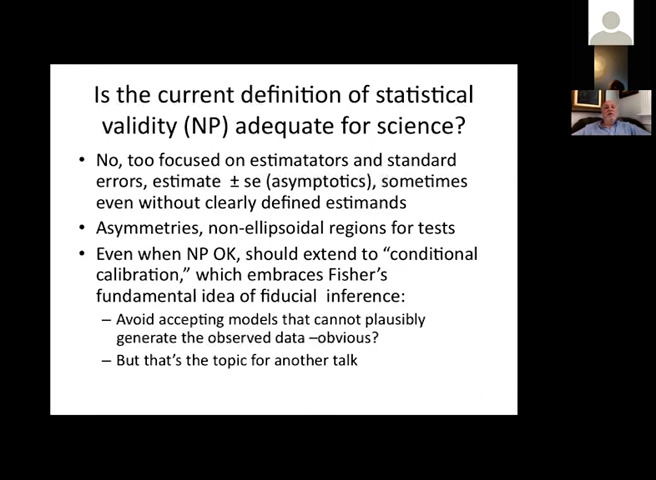 Is the current definition of statistical
validity (NP) adequate for science?
• No, too focused on estimatators and standard
errors, estimate ± se (asymptotics), sometimes
even without clearly defined estimands
• Asymmetries, non-ellipsoidal regions for tests
• Even when NP OK, should extend to “conditional
calibration,” which embraces Fisher’s
fundamental idea of fiducial inference:
– Avoid accepting models that cannot plausibly
generate the observed data –obvious?
– But that’s the topic for another talk